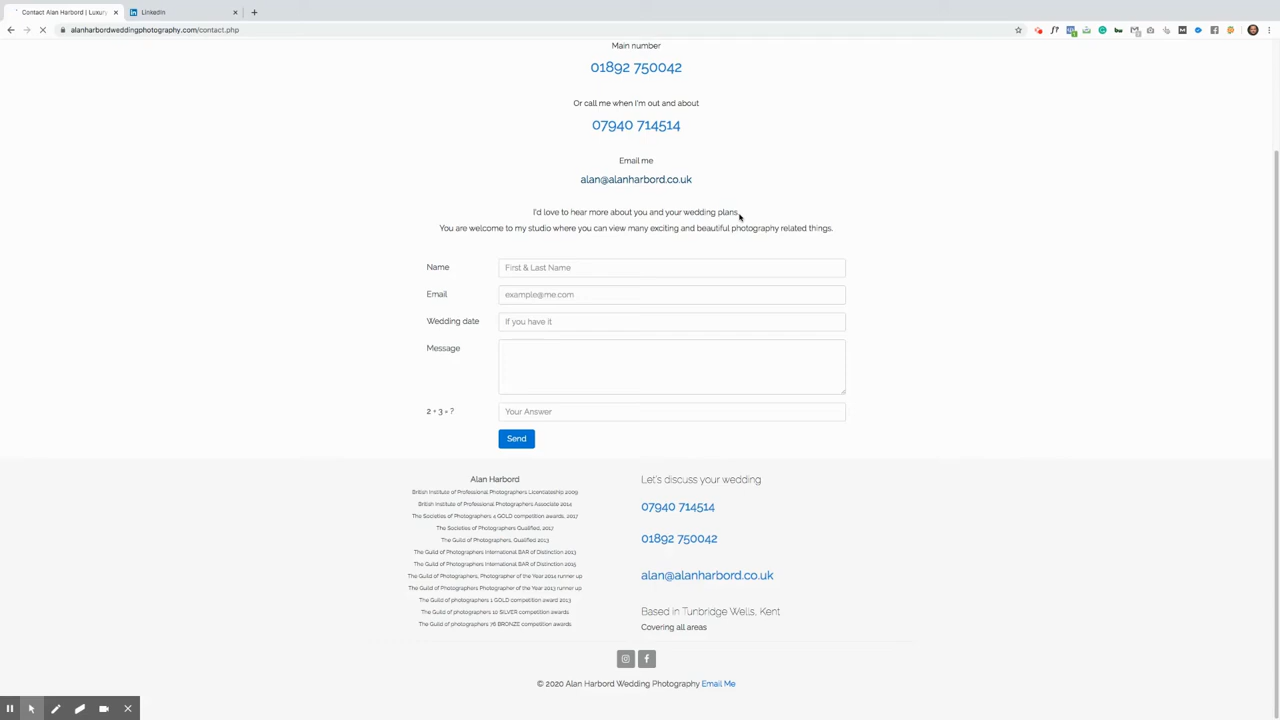 Contact Alan Harbord | Luxury
LinkedIn
alanharbordweddingphotography.com/contact.php
Main number
01892 750042
Or call me when I'm out and about
07940 714514
Email me
alan@alanharbord.co.uk
I'd love to hear more about you and your wedding plans.
You are welcome to my studio where you can view many exciting and beautiful photography related things.
Name
First & Last Name
Email
example@me.com
Wedding date
If you have it
Message
2 + 3 = ?
Your Answer
Send
Alan Harbord
British Institute of Professional Photographers Licentiateship 2009
British Institute of Professional Photographers Associate 2014
The Societies of Photographers 4 GOLD competition awards, 2017
The Societies of Photographers Qualified, 2017
The Guild of Photographers, Qualified 2013
The Guild of Photographers International BAR of Distinction 2013
The Guild of Photographers International BAR of Distinction 2015
The Guild of Photographers, Photographer of the Year 2014 runner up
The Guild of Photographers Photographer of the Year 2013 runner up
The Guild of photographers 1 GOLD competition award 2013
The Guild of photographers 10 SILVER competition awards
The Guild of photographers 76 BRONZE competition awards
Let's discuss your wedding
07940 714514
01892 750042
alan@alanharbord.co.uk
Based in Tunbridge Wells, Kent
Covering all areas
© 2020 Alan Harbord Wedding Photography Email Me